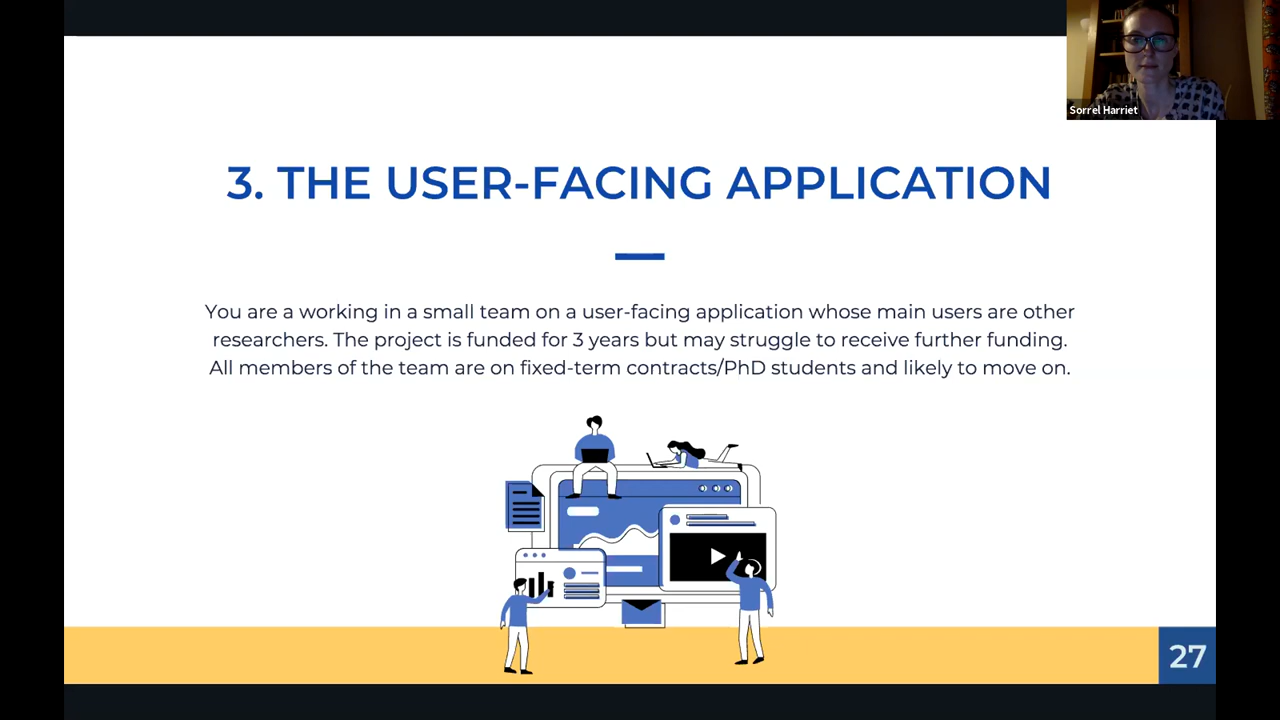 Sorrel Harriet
3. THE USER-FACING APPLICATION
You are a working in a small team on a user-facing application whose main users are other
researchers. The project is funded for 3 years but may struggle to receive further funding.
All members of the team are on fixed-term contracts/PhD students and likely to move on.
27